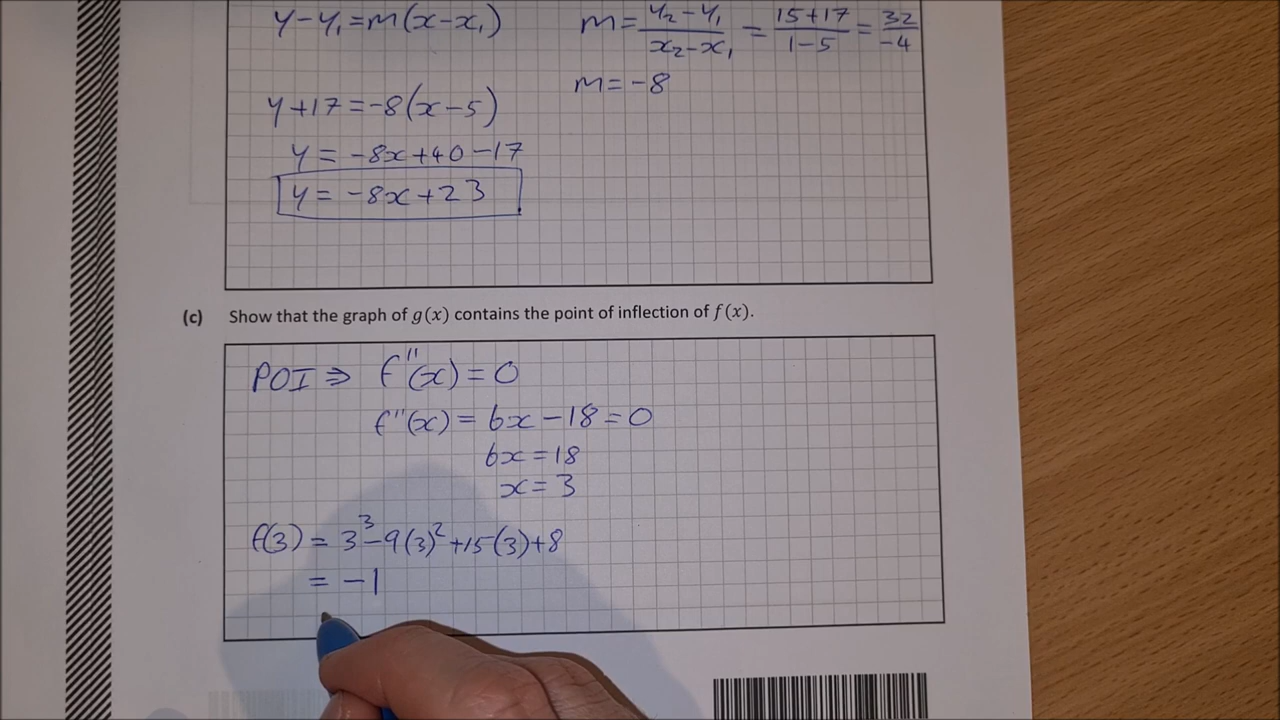 y-y₁=m(x-x₁)
m=y₂-y₁/x₂-x₁ = 15+17/1-5 = 32/-4
m=-8
y+17=-8(x-5)
y = -8x+40-17
y = -8x+23
(c) Show that the graph of g(x) contains the point of inflection of f(x).
POI ⇒ f''(x)=0
f''(x)= 6x-18=0
6x=18
x=3
f(3) = 3³-9(3)²+15(3)+8
= -1